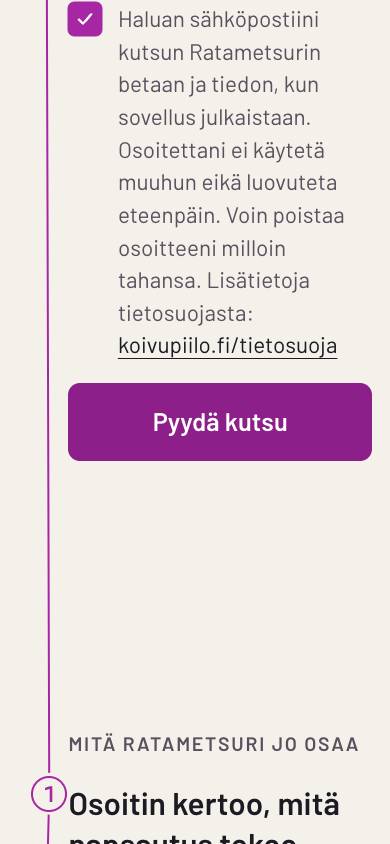 Haluan sähköpostiini
kutsun Ratametsurin
betaan ja tiedon, kun
sovellus julkaistaan.
Osoitettani ei käytetä
muuhun eikä luovuteta
eteenpäin. Voin poistaa
osoitteeni milloin
tahansa. Lisätietoja
tietosuojasta:
koivupiilo.fi/tietosuoja
Pyydä kutsu
MITÄ RATAMETSURI JO OSAA
1
Osoitin kertoo, mitä